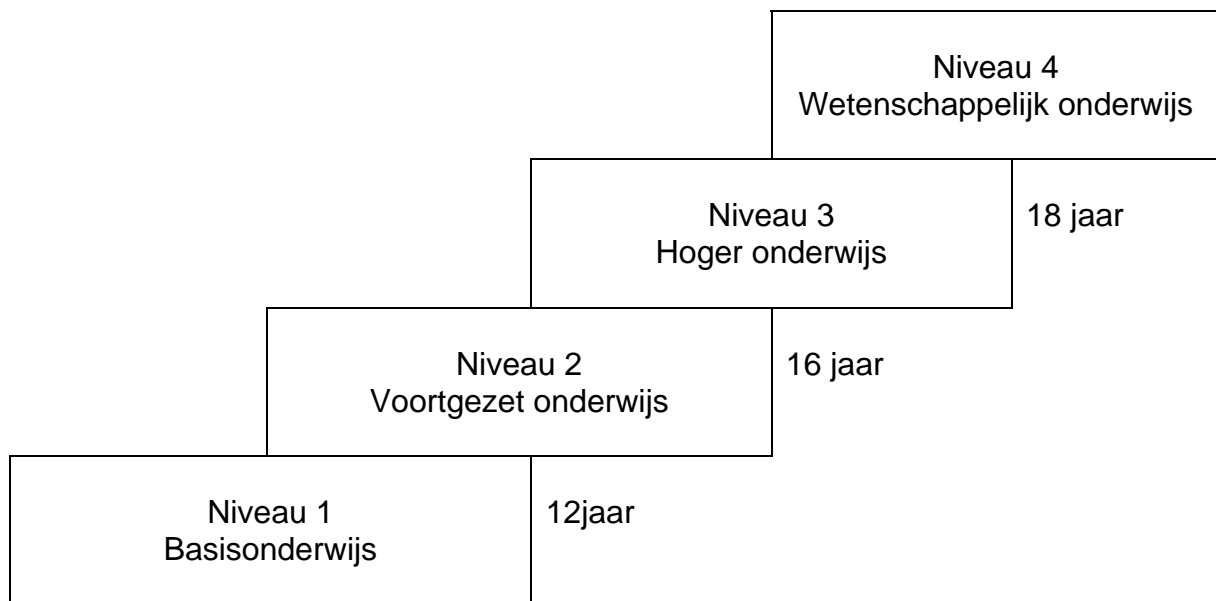 Niveau 4
Wetenschappelijk onderwijs
Niveau 3
Hoger onderwijs
18 jaar
Niveau 2
Voortgezet onderwijs
16 jaar
Niveau 1
Basisonderwijs
12jaar